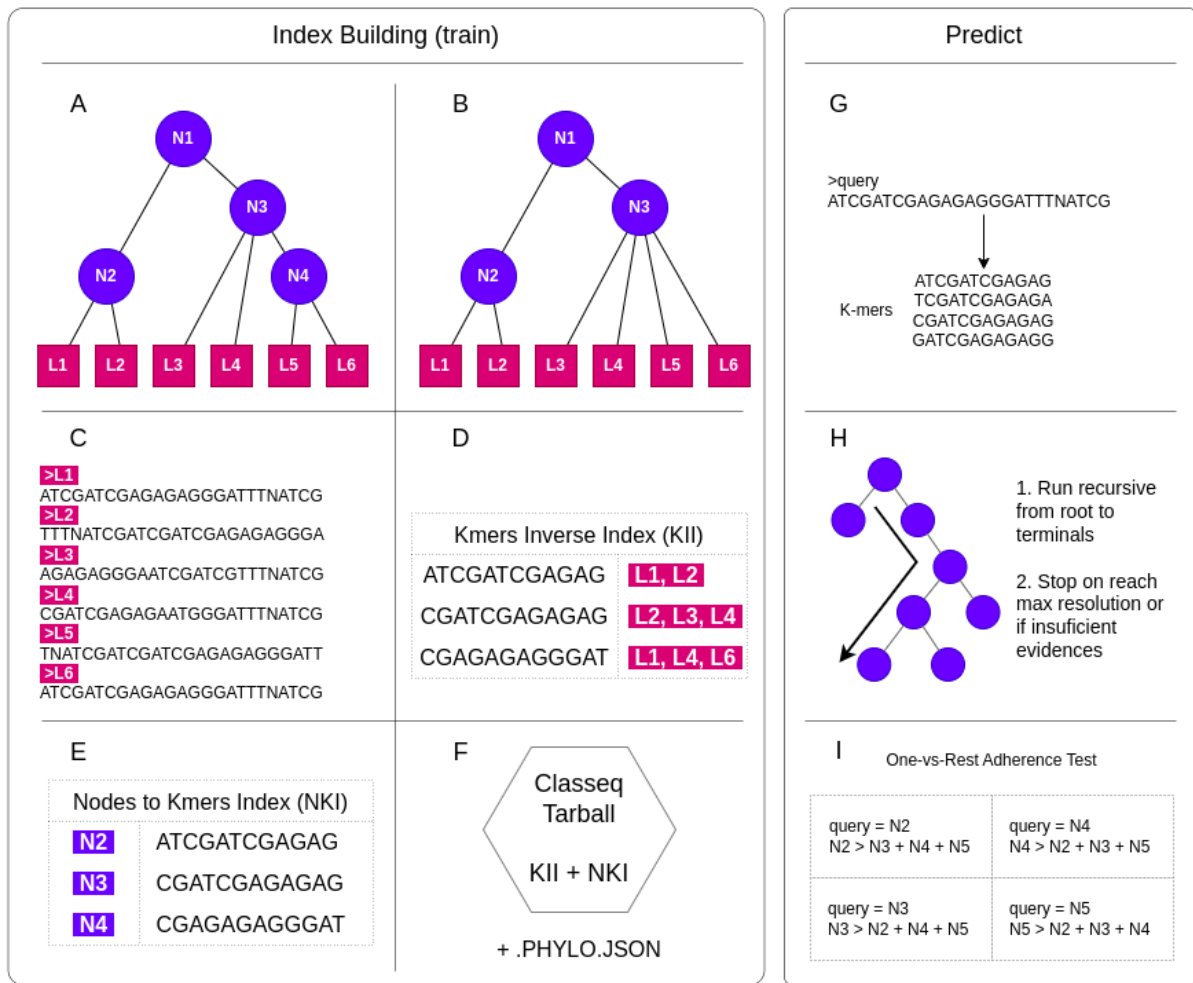 Index Building (train)
A
N1
N3
N2
N4
L1 L2 L3 L4 L5 L6
B
N1
N3
N2
L1 L2 L3 L4 L5 L6
C
>L1
ATCGATCGAGAGAGGGATTTNATCG
>L2
TTTNATCGATCGATCGAGAGAGGGA
>L3
AGAGAGGGAATCGATCGTTTNATCG
>L4
CGATCGAGAGAATGGGATTTNATCG
>L5
TNATCGATCGATCGAGAGAGGGATT
>L6
ATCGATCGAGAGAGGGATTTNATCG
D
Kmers Inverse Index (KII)
ATCGATCGAGAG L1, L2
CGATCGAGAGAG L2, L3, L4
CGAGAGAGGGAT L1, L4, L6
E
Nodes to Kmers Index (NKI)
N2 ATCGATCGAGAG
N3 CGATCGAGAGAG
N4 CGAGAGAGGGAT
F
Classeq
Tarball
KII + NKI
+ .PHYLO.JSON
Predict
G
>query
ATCGATCGAGAGAGGGATTTNATCG
K-mers
ATCGATCGAGAG
TCGATCGAGAGA
CGATCGAGAGAG
GATCGAGAGAGG
H
1. Run recursive
from root to
terminals
2. Stop on reach
max resolution or
if insuficient
evidences
I
One-vs-Rest Adherence Test
query = N2
N2 > N3 + N4 + N5
query = N4
N4 > N2 + N3 + N5
query = N3
N3 > N2 + N4 + N5
query = N5
N5 > N2 + N3 + N4